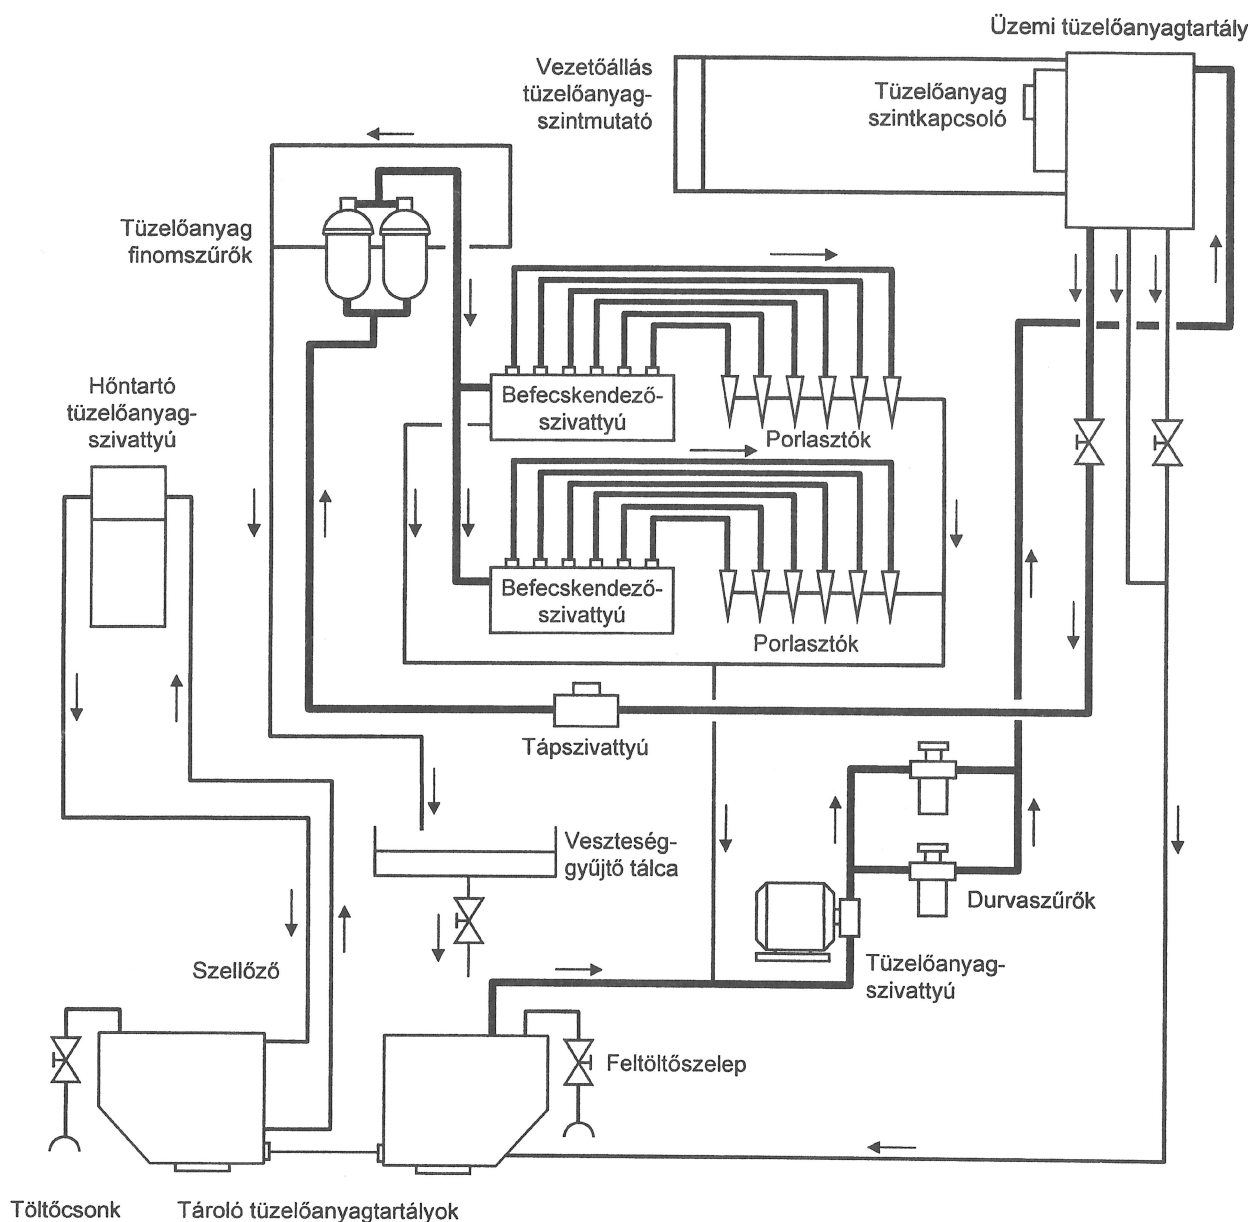 Üzemi tüzelőanyagtartály
Vezetőállás
tüzelőanyag-
szintmutató
Tüzelőanyag
szintkapcsoló
Tüzelőanyag
finomszűrők
Hőntartó
tüzelőanyag-
szivattyú
Befecskendező-
szivattyú
Porlasztók
Befecskendező-
szivattyú
Porlasztók
Tápszivattyú
Veszteség-
gyűjtő tálca
Durvaszűrők
Szellőző
Tüzelőanyag-
szivattyú
Feltöltőszelep
Töltőcsonk
Tároló tüzelőanyagtartályok